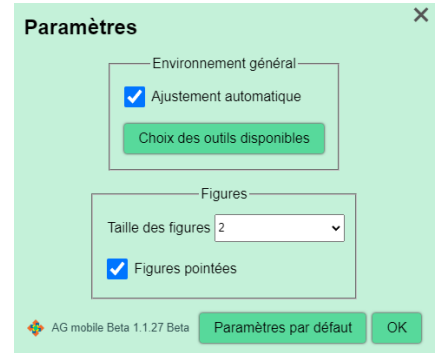 Paramètres
Environnement général
Ajustement automatique
Choix des outils disponibles
Figures
Taille des figures 2
Figures pointées
AG mobile Beta 1.1.27 Beta Paramètres par défaut OK